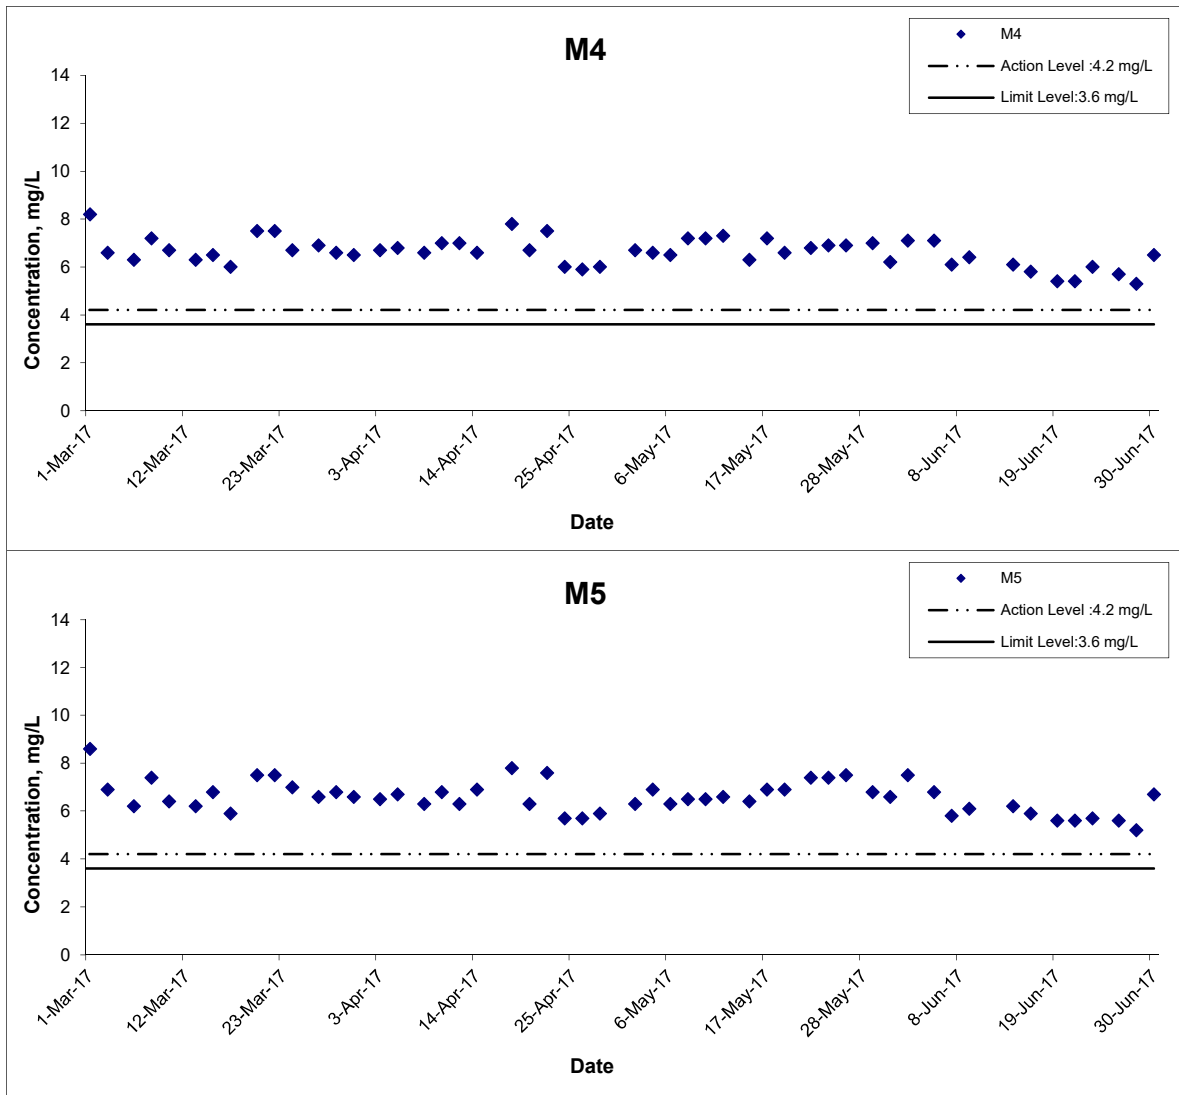 M4
M4
Action Level :4.2 mg/L
Limit Level:3.6 mg/L
Concentration, mg/L
14
12
10
8
6
4
2
0
1-Mar-17
12-Mar-17
23-Mar-17
3-Apr-17
14-Apr-17
25-Apr-17
6-May-17
17-May-17
28-May-17
8-Jun-17
19-Jun-17
30-Jun-17
Date
M5
M5
Action Level :4.2 mg/L
Limit Level:3.6 mg/L
Concentration, mg/L
14
12
10
8
6
4
2
0
1-Mar-17
12-Mar-17
23-Mar-17
3-Apr-17
14-Apr-17
25-Apr-17
6-May-17
17-May-17
28-May-17
8-Jun-17
19-Jun-17
30-Jun-17
Date